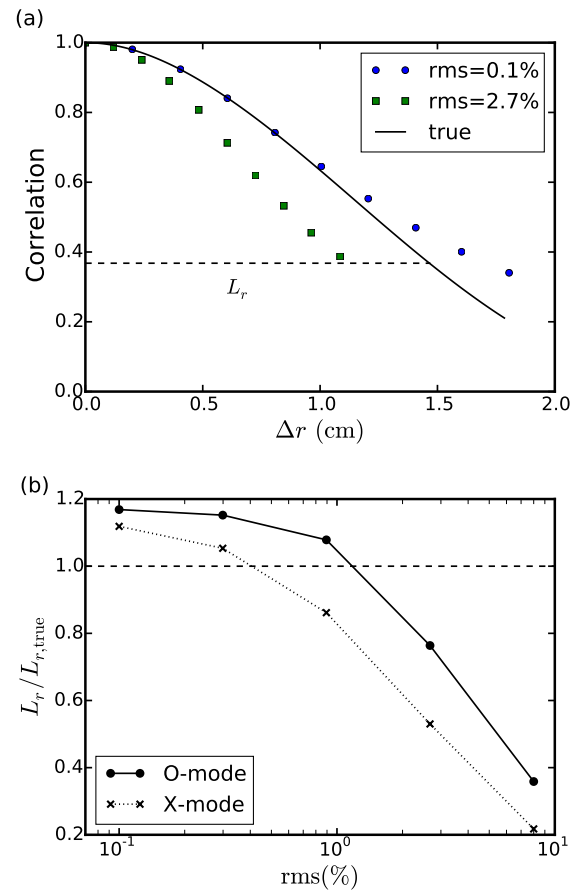 (a)
1.0
0.8
0.6
0.4
0.2
0.0
Correlation
rms=0.1%
rms=2.7%
true
L_r
0 0.5 1.0 1.5 2.0
Δr (cm)
(b)
1.2
1.0
0.8
0.6
0.4
0.2
L_r/L_{r,true}
O-mode
X-mode
10^{-1} 10^0 10^1
rms(%)